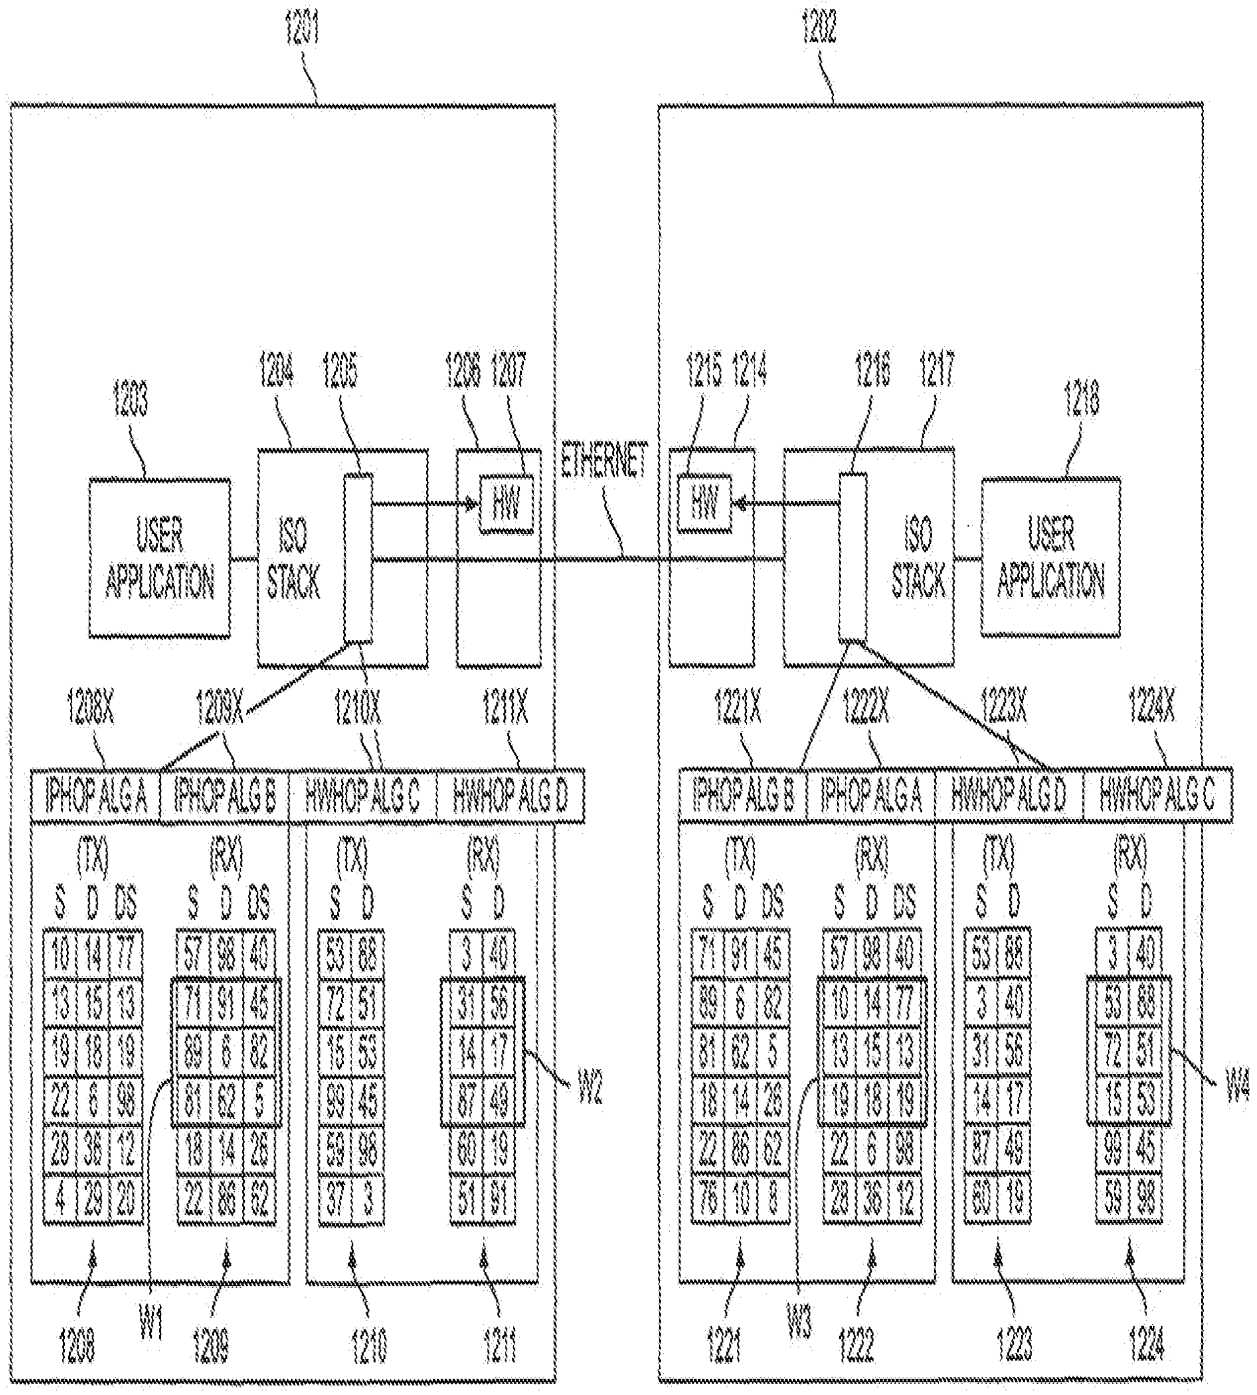 1201 1202
1204 1205 1206 1207 1215 1214 1216 1217
1203 1218
ETHERNET
HW HW
USER APPLICATION ISO STACK ISO STACK USER APPLICATION
1208X 1209X 1210X 1211X 1221X 1222X 1223X 1224X
IPHOP ALG A IPHOP ALG B HWHOP ALG C HWHOP ALG D IPHOP ALG B IPHOP ALG A HWHOP ALG D HWHOP ALG C
(TX) (RX) (TX) (RX) (TX) (RX) (TX) (RX)
S D DS S D DS S D S D S D DS S D DS S D S D
10 14 77 57 98 40 53 88 3 40 71 91 45 57 98 40 53 88 3 40
13 15 13 71 91 45 72 51 31 56 89 6 82 10 14 77 3 40 53 88
19 18 19 89 6 82 15 53 14 17 81 62 5 13 15 13 31 56 72 51
22 6 98 81 62 5 99 45 87 49 18 14 26 19 18 19 14 17 15 53
28 36 12 18 14 26 59 98 60 19 22 86 62 22 6 98 87 49 99 45
4 29 20 22 86 62 37 3 51 91 76 10 8 28 36 12 60 19 59 98
W2 W4
W1 W3
1208 1209 1210 1211 1221 1222 1223 1224